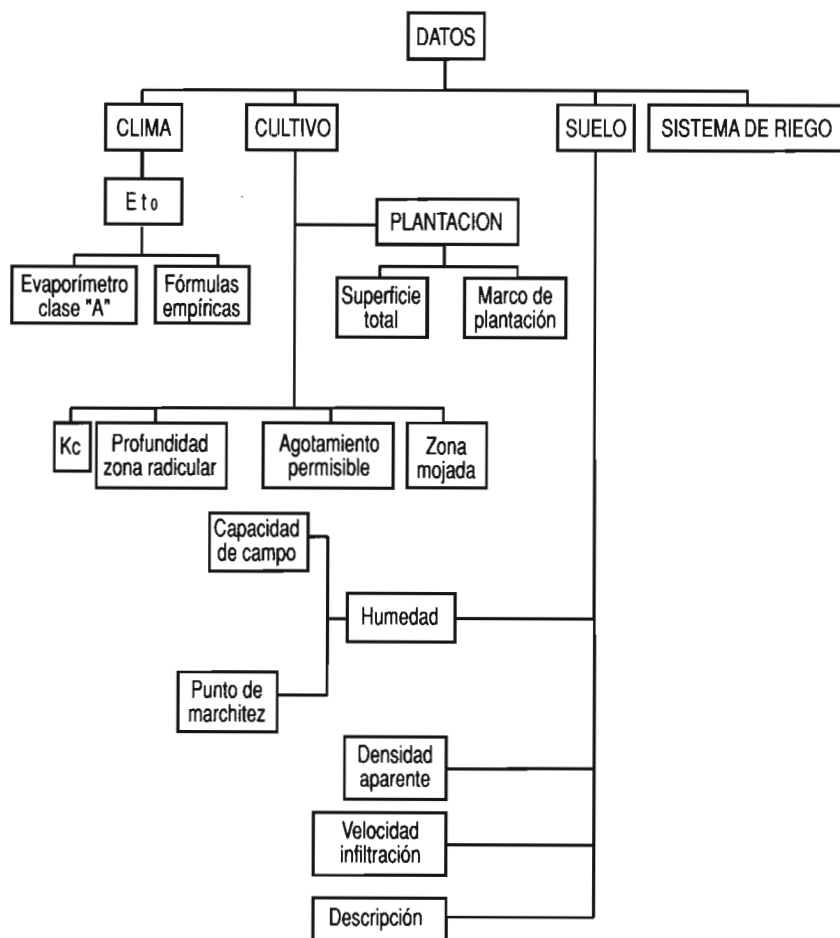 DATOS
CLIMA
CULTIVO
SUELO
SISTEMA DE RIEGO
Eto
PLANTACION
Evaporímetro
clase "A"
Fórmulas
empíricas
Superficie
total
Marco de
plantación
Kc
Profundidad
zona radicular
Agotamiento
permisible
Zona
mojada
Capacidad
de campo
Humedad
Punto de
marchitez
Densidad
aparente
Velocidad
infiltración
Descripción